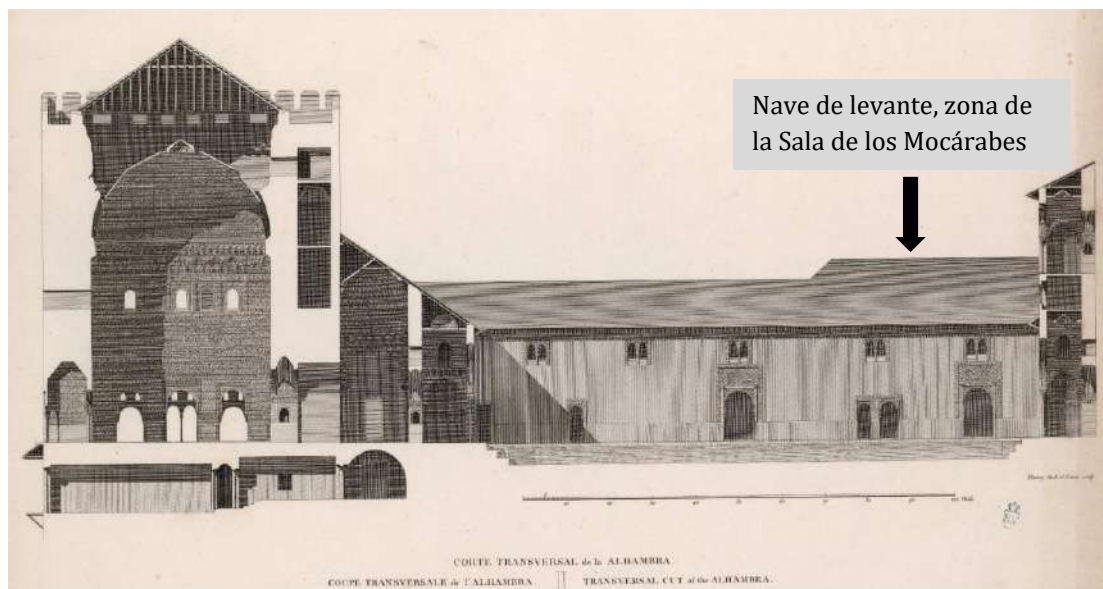 Nave de levante, zona de
la Sala de los Mocárabes
CORTE TRANSVERSAL de la ALHAMBRA
COUPE TRANSVERSALE de l'ALHAMBRA TRANSVERSAL CUT of the ALHAMBRA.